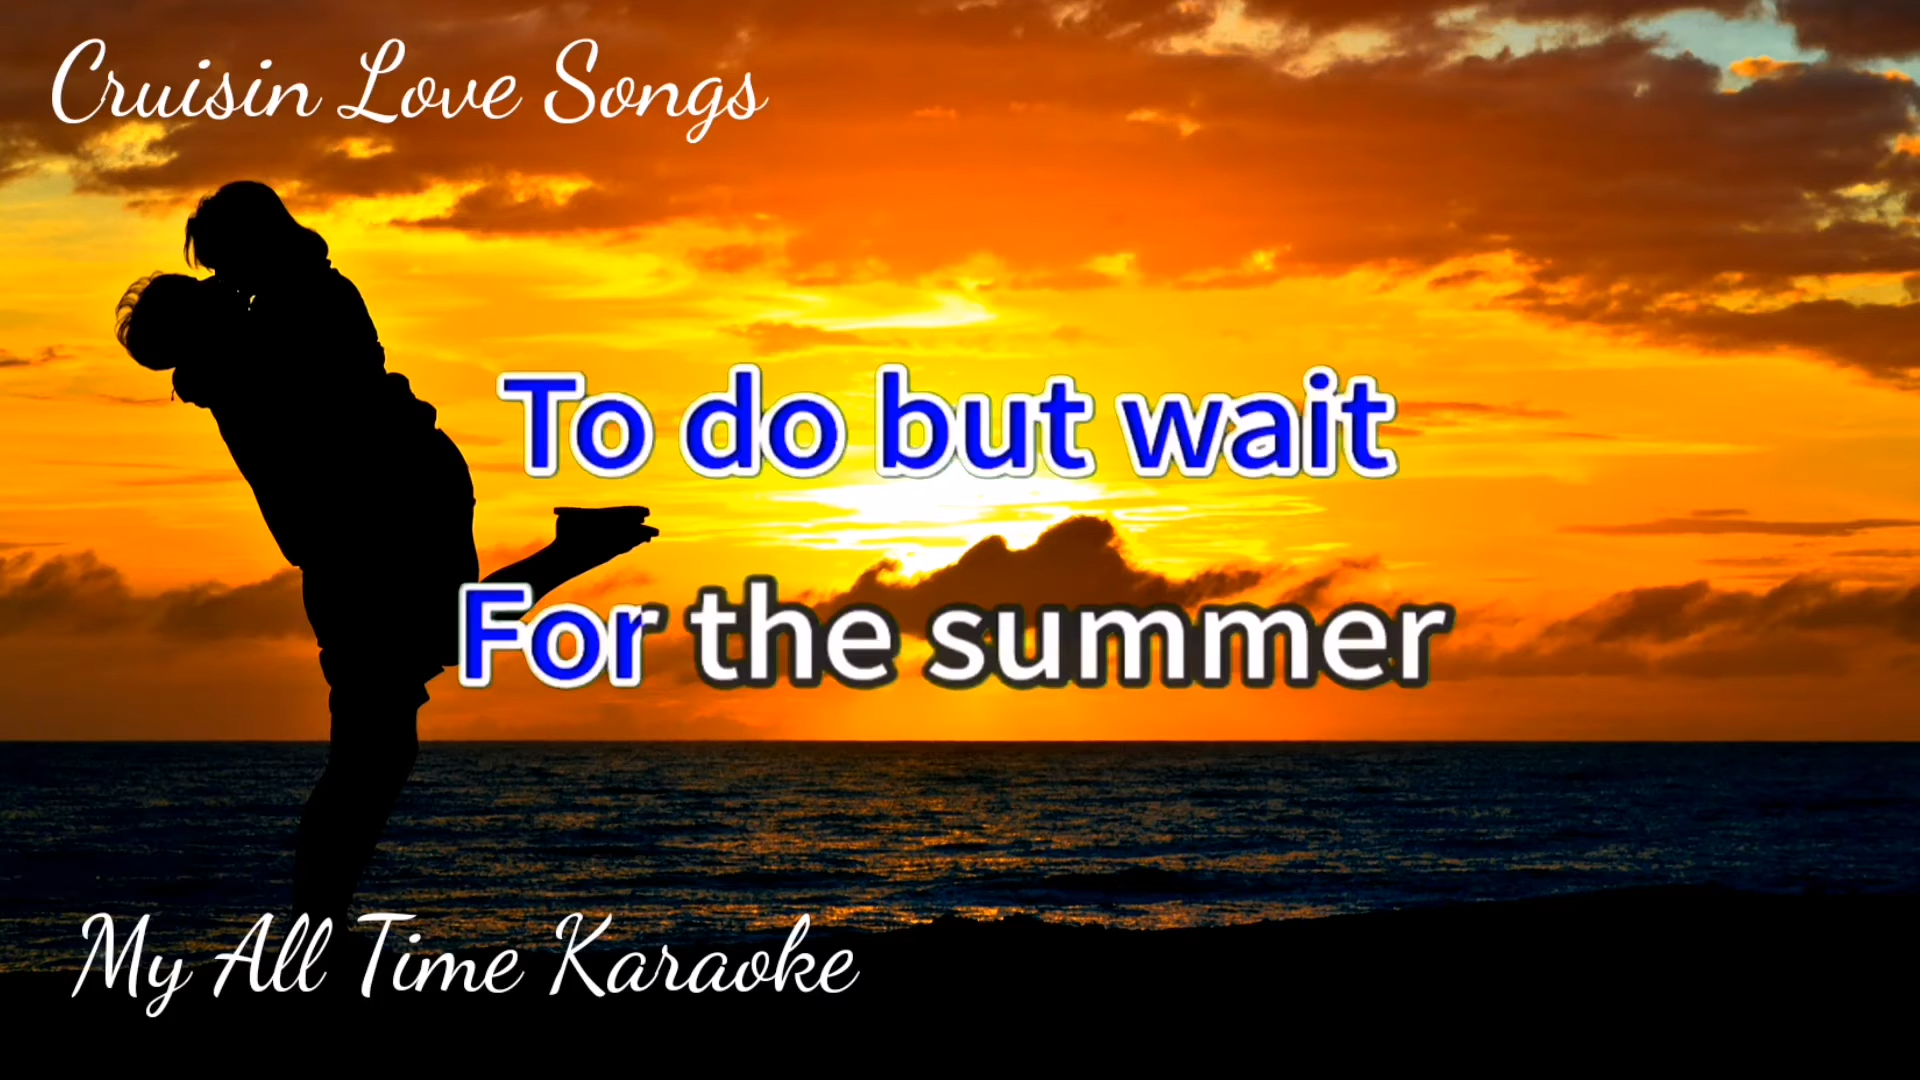 Cruisin Love Songs
To do but wait
For the summer
My All Time Karaoke